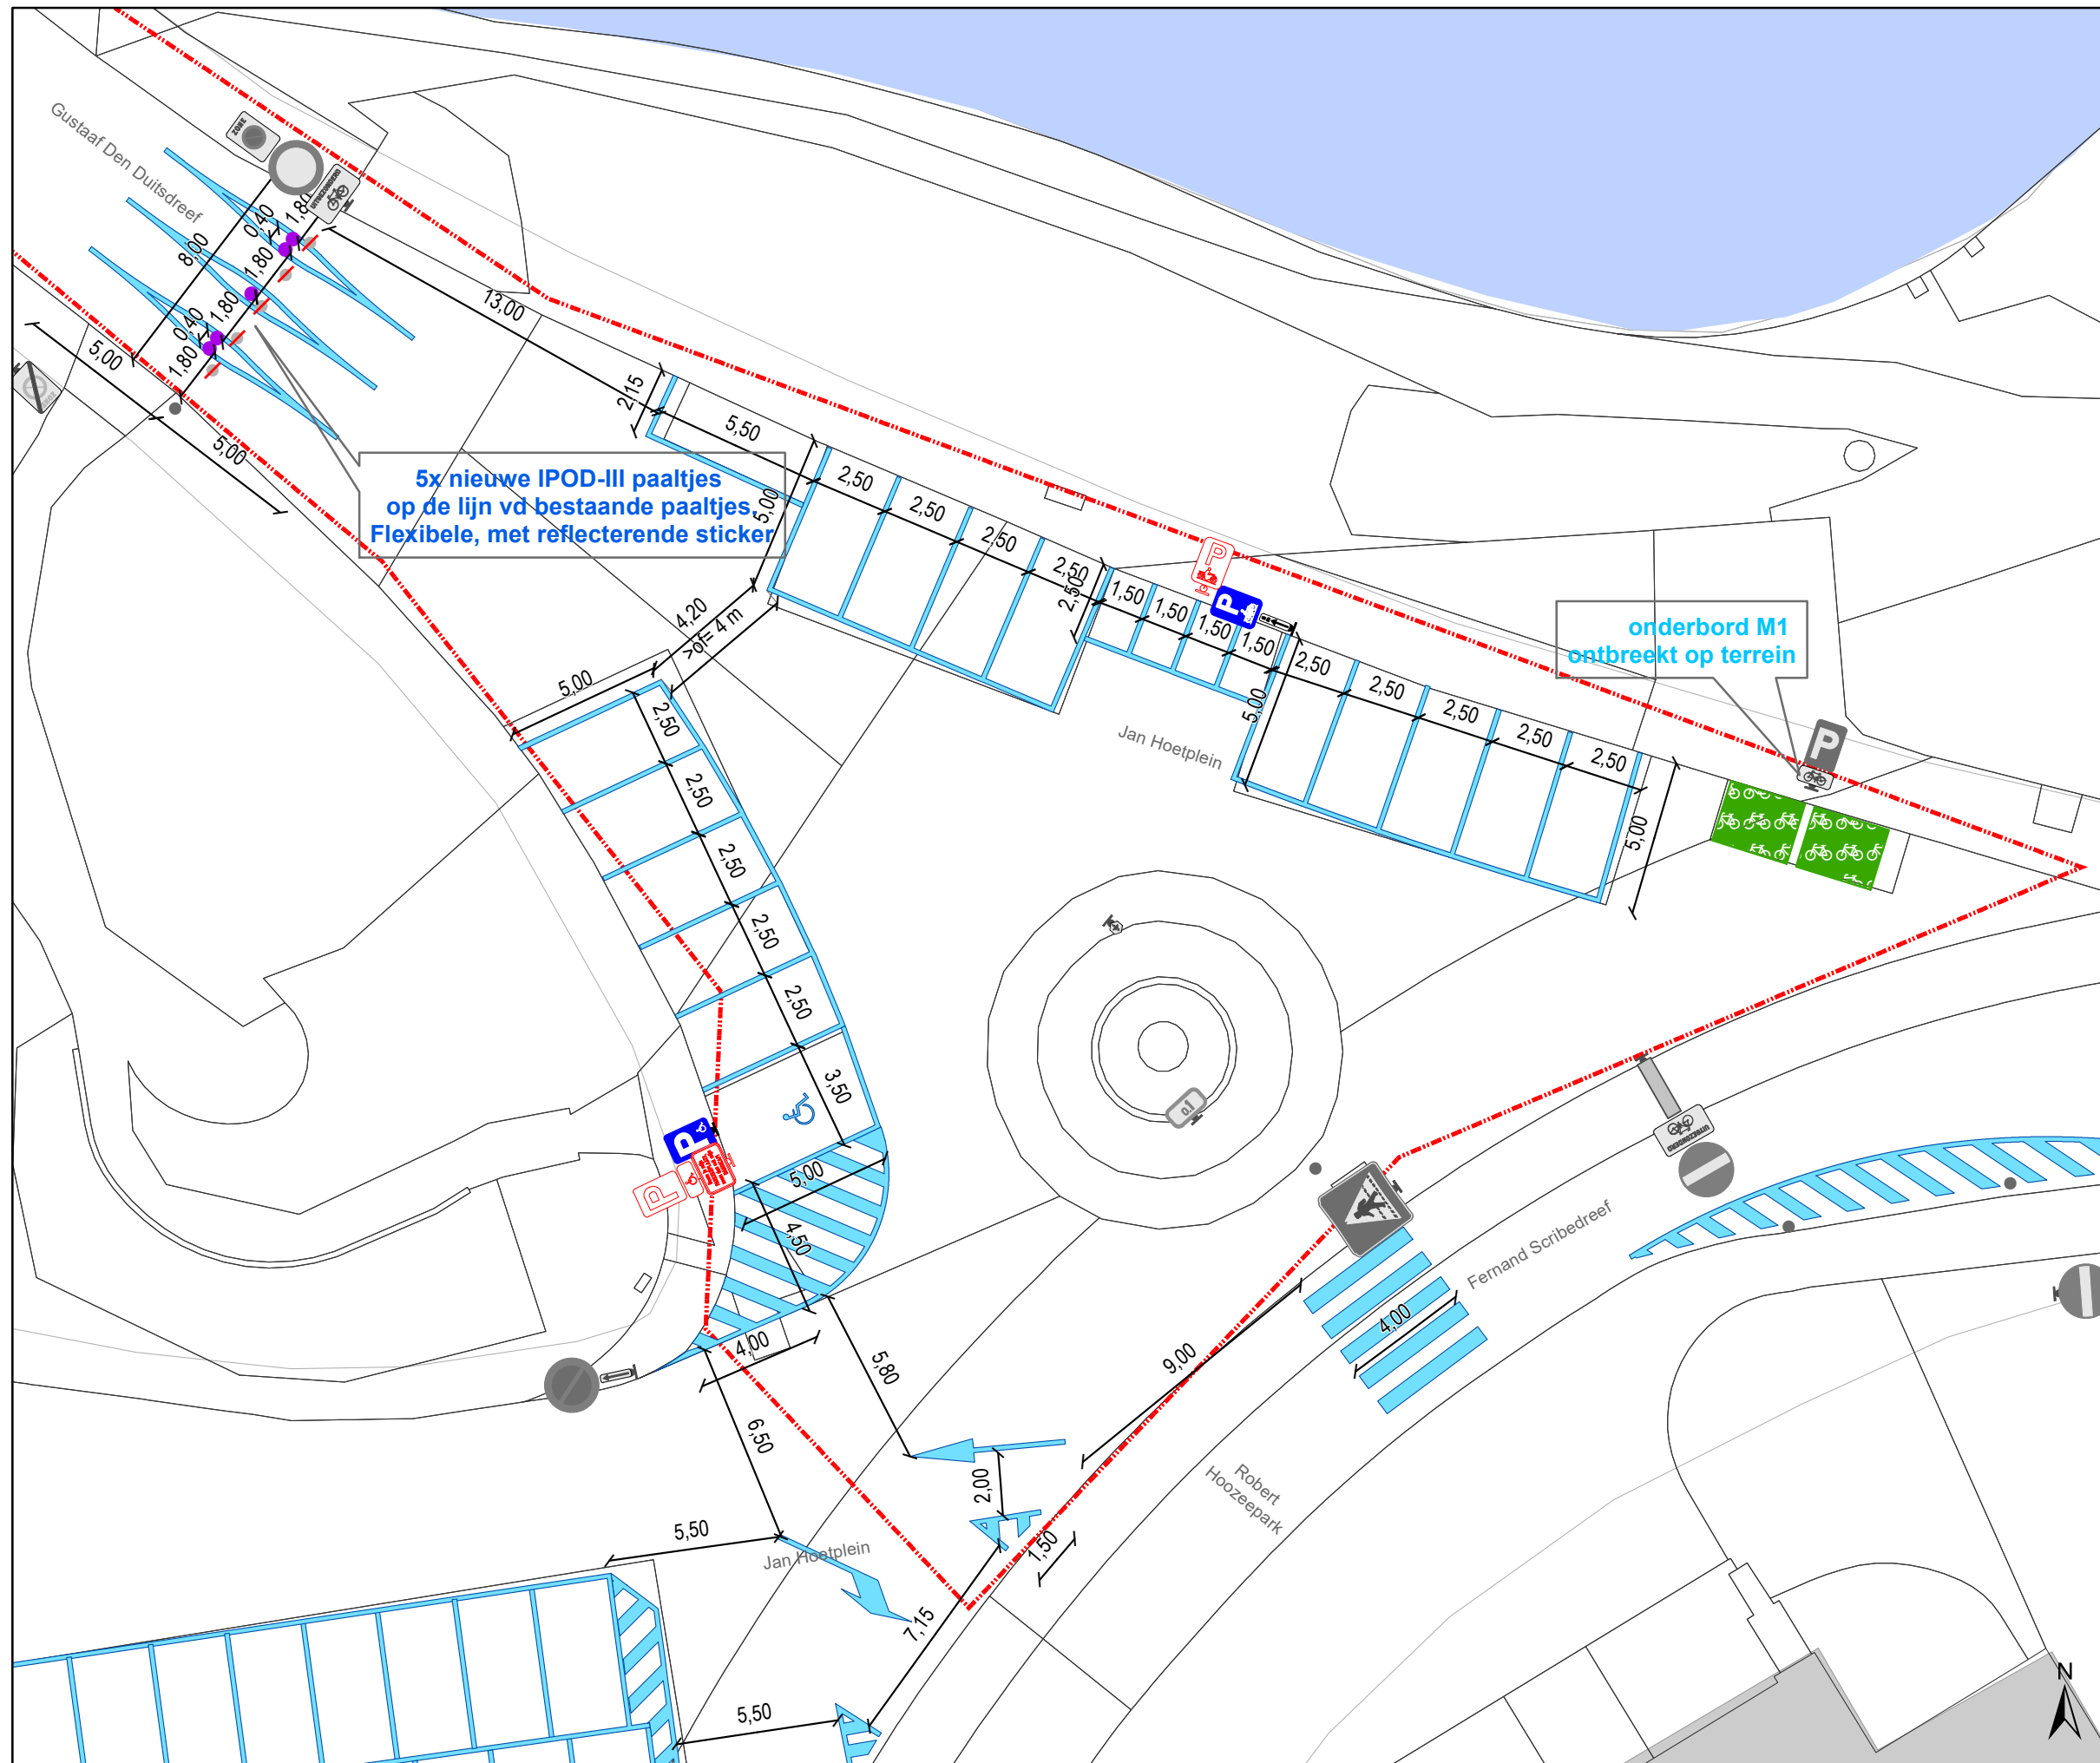 Gustaaf Den Duitsdreef
ZB02
UITGEZONDERD
1,80
0,40
8,00
1,80
1,80
0,40
1,80
5,00
5,00
13,00
2,15
5,50
5,00
5x nieuwe IPOD-III paaltjes
op de lijn vd bestaande paaltjes,
Flexibele, met reflecterende sticker
2,50
2,50
2,50
2,50
2,50
1,50
1,50
1,50
1,50
P
P
2,50
2,50
2,50
2,50
2,50
5,00
5,00
onderbord M1
ontbreekt op terrein
P
Jan Hoetplein
4,20
>of= 4 m
5,00
2,50
2,50
2,50
2,50
2,50
3,50
P
P
5,00
4,50
4,00
5,80
6,50
0.1
UITGEZONDERD
Fernand Scribedreef
4,00
9,00
2,00
1,50
Robert
Hoozeepark
5,50
Jan Hoetplein
7,15
5,50
N